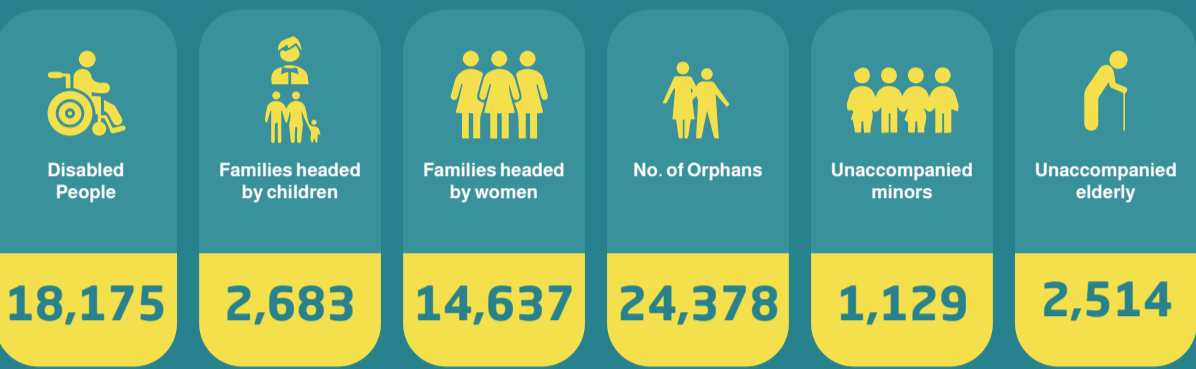 Disabled
People
18,175
Families headed
by children
2,683
Families headed
by women
14,637
No. of Orphans
24,378
Unaccompanied
minors
1,129
Unaccompanied
elderly
2,514